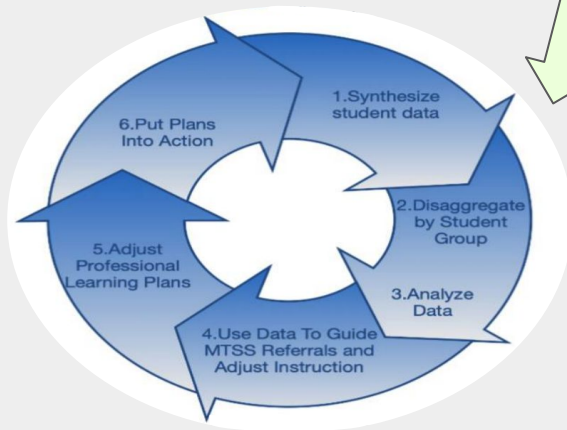 1.Synthesize
student data
2.Disaggregate
by Student
Group
3.Analyze
Data
4.Use Data To Guide
MTSS Referrals and
Adjust Instruction
5.Adjust
Professional
Learning Plans
6.Put Plans
Into Action